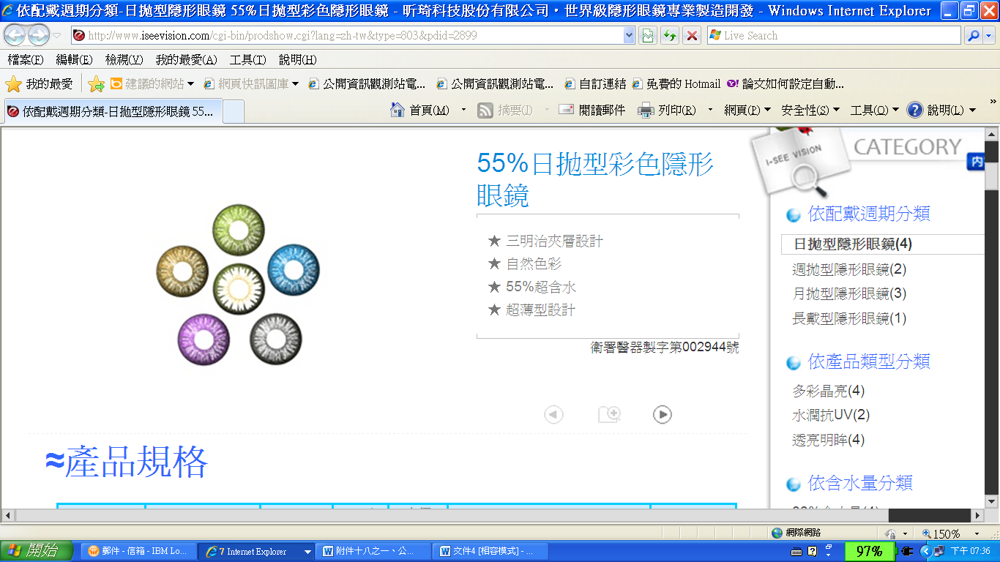 依配戴週期分類-日拋型隱形眼鏡 55%日拋型彩色隱形眼鏡 - 昕琦科技股份有限公司‧世界級隱形眼鏡專業製造開發 - Windows Internet Explorer
http://www.iseevision.com/cgi-bin/prodshow.cgi?lang=zh-tw&type=803&pdid=2899
Live Search
檔案(F) 編輯(E) 檢視(V) 我的最愛(A) 工具(T) 說明(H)
我的最愛 建議的網站 網頁快訊圖庫 公開資訊觀測站電... 公開資訊觀測站電... 自訂連結 免費的 Hotmail 論文如何設定自動...
依配戴週期分類-日拋型隱形眼鏡 55... 首頁(M) 摘要(J) 閱讀郵件 列印(R) 網頁(P) 安全性(S) 工具(O) 說明(L) »
55%日拋型彩色隱形
眼鏡
★ 三明治夾層設計
★ 自然色彩
★ 55%超含水
★ 超薄型設計
衛署醫器製字第002944號
≈產品規格
I-SEE VISION
CATEGORY
內
依配戴週期分類
日拋型隱形眼鏡(4)
週拋型隱形眼鏡(2)
月拋型隱形眼鏡(3)
長戴型隱形眼鏡(1)
依產品類型分類
多彩晶亮(4)
水潤抗UV(2)
透亮明眸(4)
依含水量分類
網際網路 150%
開始 郵件 - 信箱 - IBM Lo... 7 Internet Explorer 附件十八之一、公... 文件4 [相容模式] - ... 97% 下午 07:36